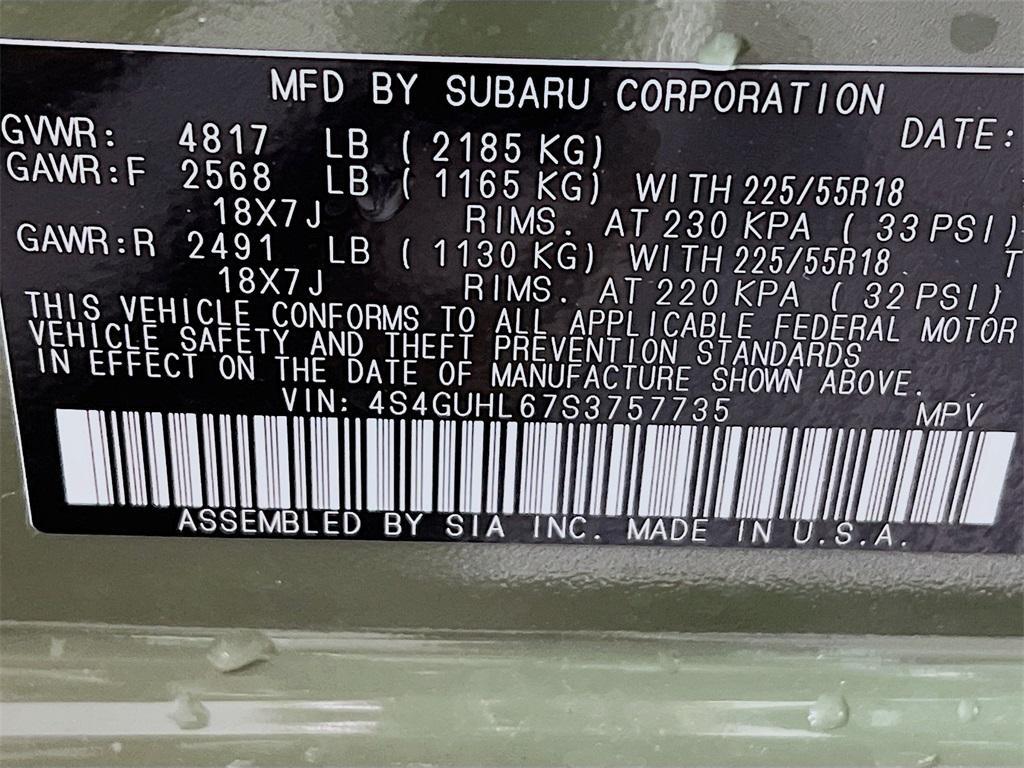 MFD BY SUBARU CORPORATION
GVWR: 4817 LB ( 2185 KG) DATE:
GAWR:F 2568 LB ( 1165 KG) WITH 225/55R18
18X7J RIMS. AT 230 KPA ( 33 PSI)
GAWR:R 2491 LB ( 1130 KG) WITH 225/55R18 T
18X7J RIMS. AT 220 KPA ( 32 PSI)
THIS VEHICLE CONFORMS TO ALL APPLICABLE FEDERAL MOTOR
VEHICLE SAFETY AND THEFT PREVENTION STANDARDS
IN EFFECT ON THE DATE OF MANUFACTURE SHOWN ABOVE.
VIN: 4S4GUHL67S3757735 MPV
ASSEMBLED BY SIA INC. MADE IN U.S.A.